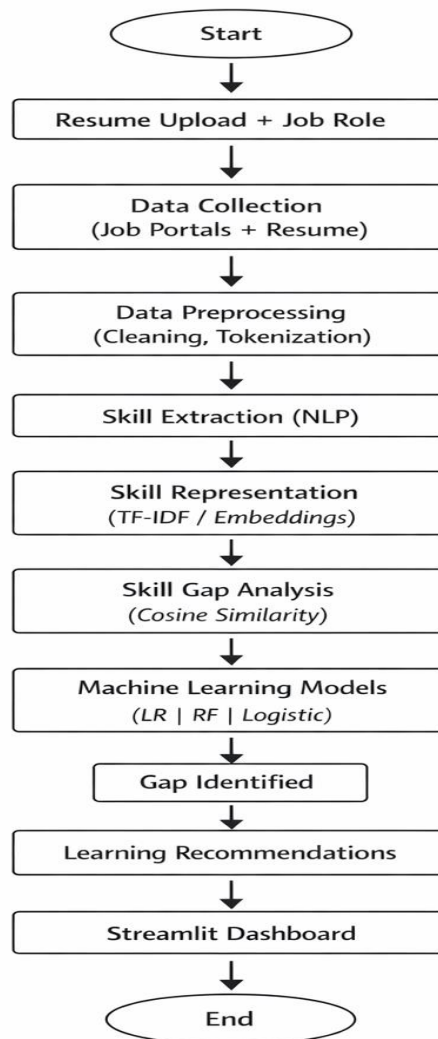 Start
Resume Upload + Job Role
Data Collection
(Job Portals + Resume)
Data Preprocessing
(Cleaning, Tokenization)
Skill Extraction (NLP)
Skill Representation
(TF-IDF / Embeddings)
Skill Gap Analysis
(Cosine Similarity)
Machine Learning Models
(LR | RF | Logistic)
Gap Identified
Learning Recommendations
Streamlit Dashboard
End